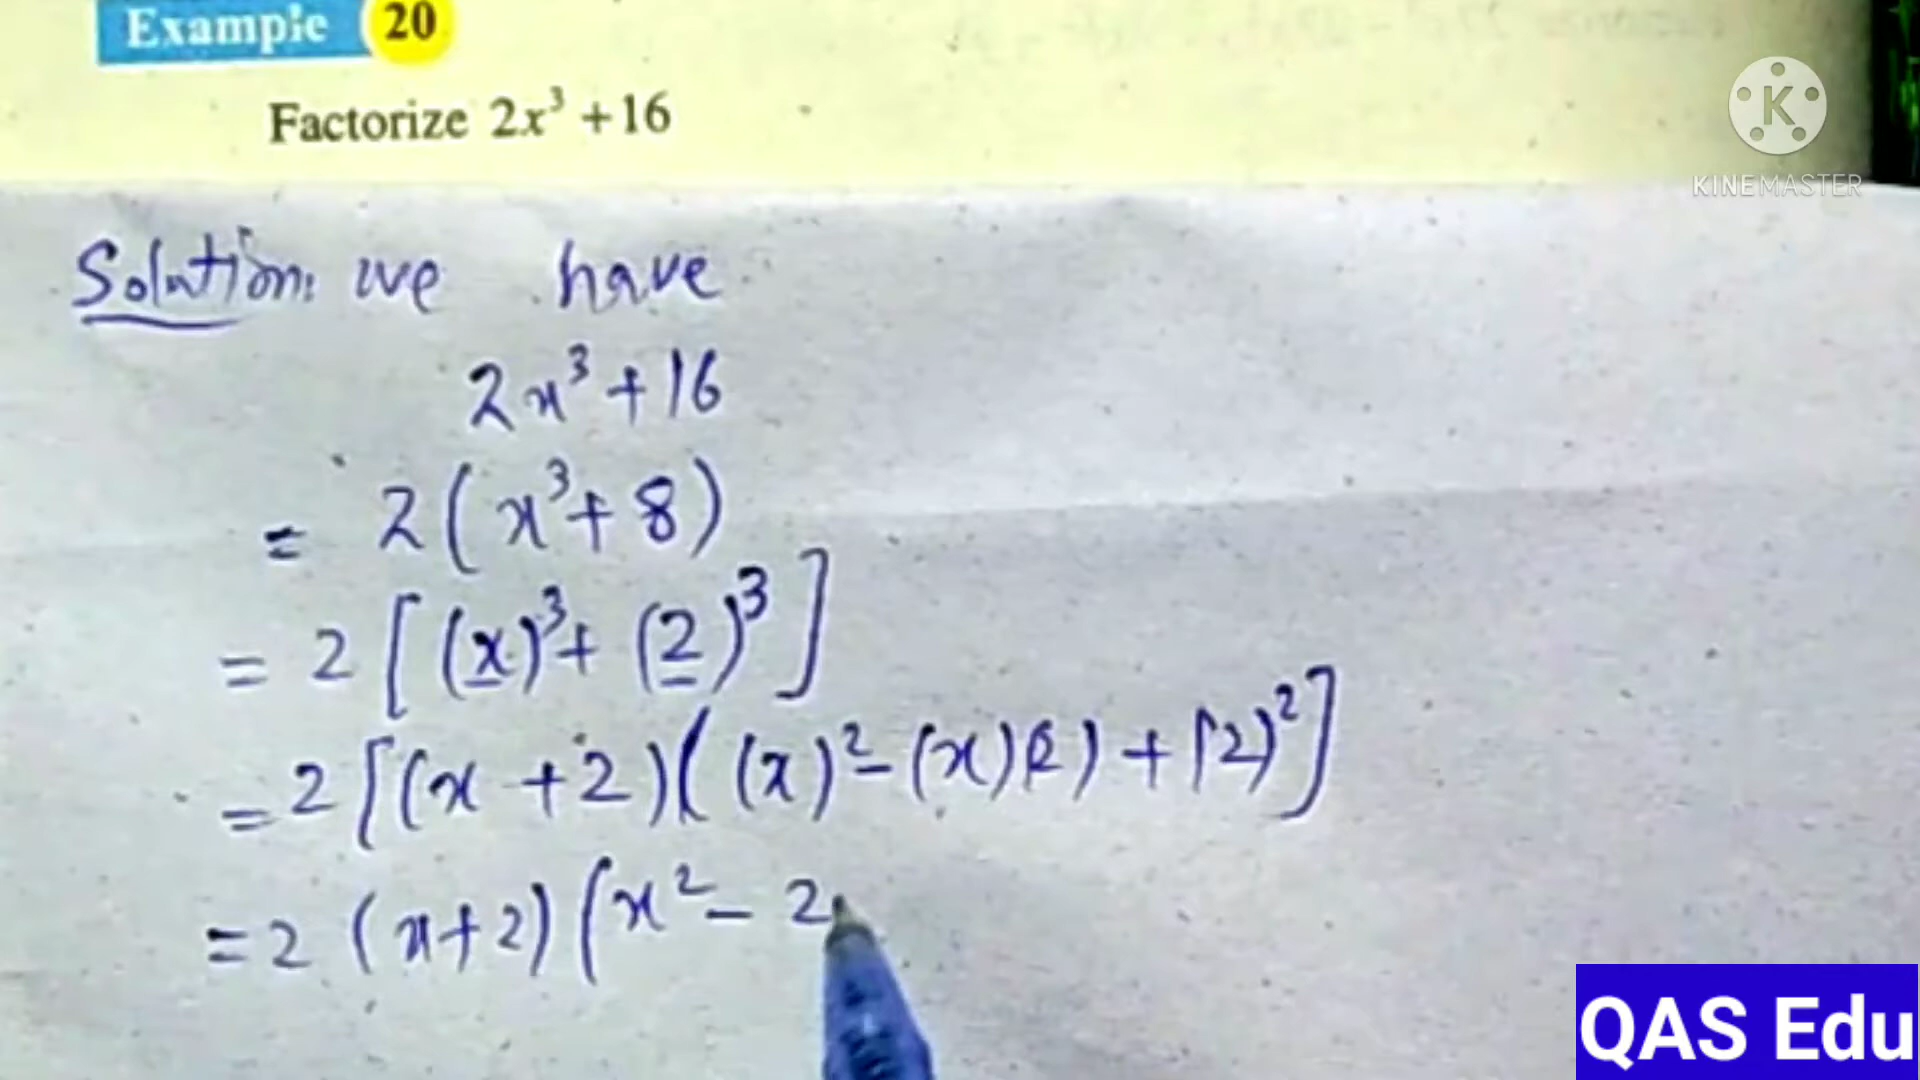 Example 20
Factorize 2x³ + 16
KINEMASTER
Solution: we have
2x³ + 16
= 2 ( x³ + 8 )
= 2 [ (x)³ + (2)³ ]
= 2 [ (x + 2) ( (x)² - (x)(2) + (2)² ]
= 2 (x + 2) ( x² - 2
QAS Edu